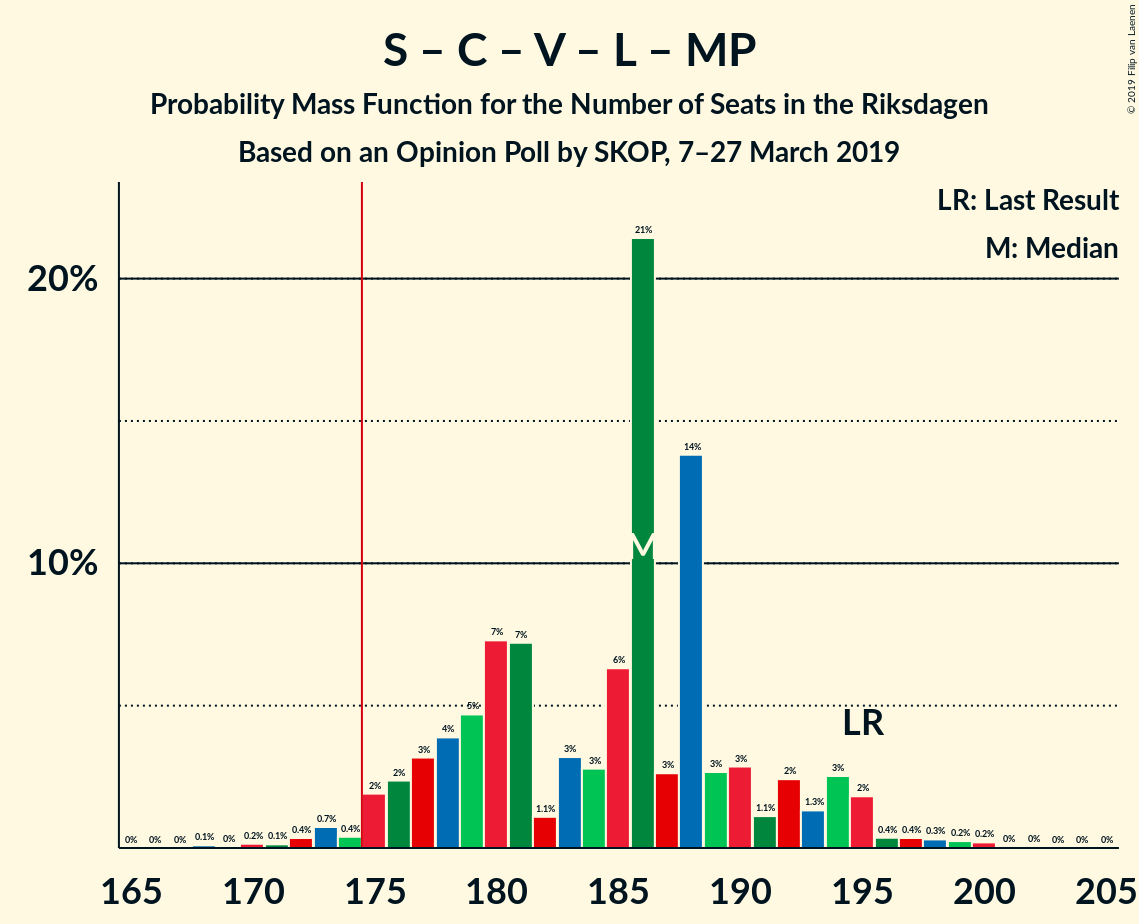 S – C – V – L – MP
Probability Mass Function for the Number of Seats in the Riksdagen
Based on an Opinion Poll by SKOP, 7–27 March 2019
© 2019 Filip van Laenen
LR: Last Result
M: Median
20%
10%
0% 0% 0% 0.1% 0% 0.2% 0.1% 0.4% 0.7% 0.4% 2% 2% 3% 4% 5% 7% 7% 1.1% 3% 3% 6% 21% 3% 14% 3% 3% 1.1% 2% 1.3% 3% 2% 0.4% 0.4% 0.3% 0.2% 0.2% 0% 0% 0% 0% 0%
M
LR
165 170 175 180 185 190 195 200 205